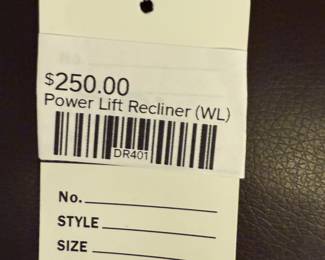 $250.00
Power Lift Recliner (WL)
DR401
No.
STYLE
SIZE